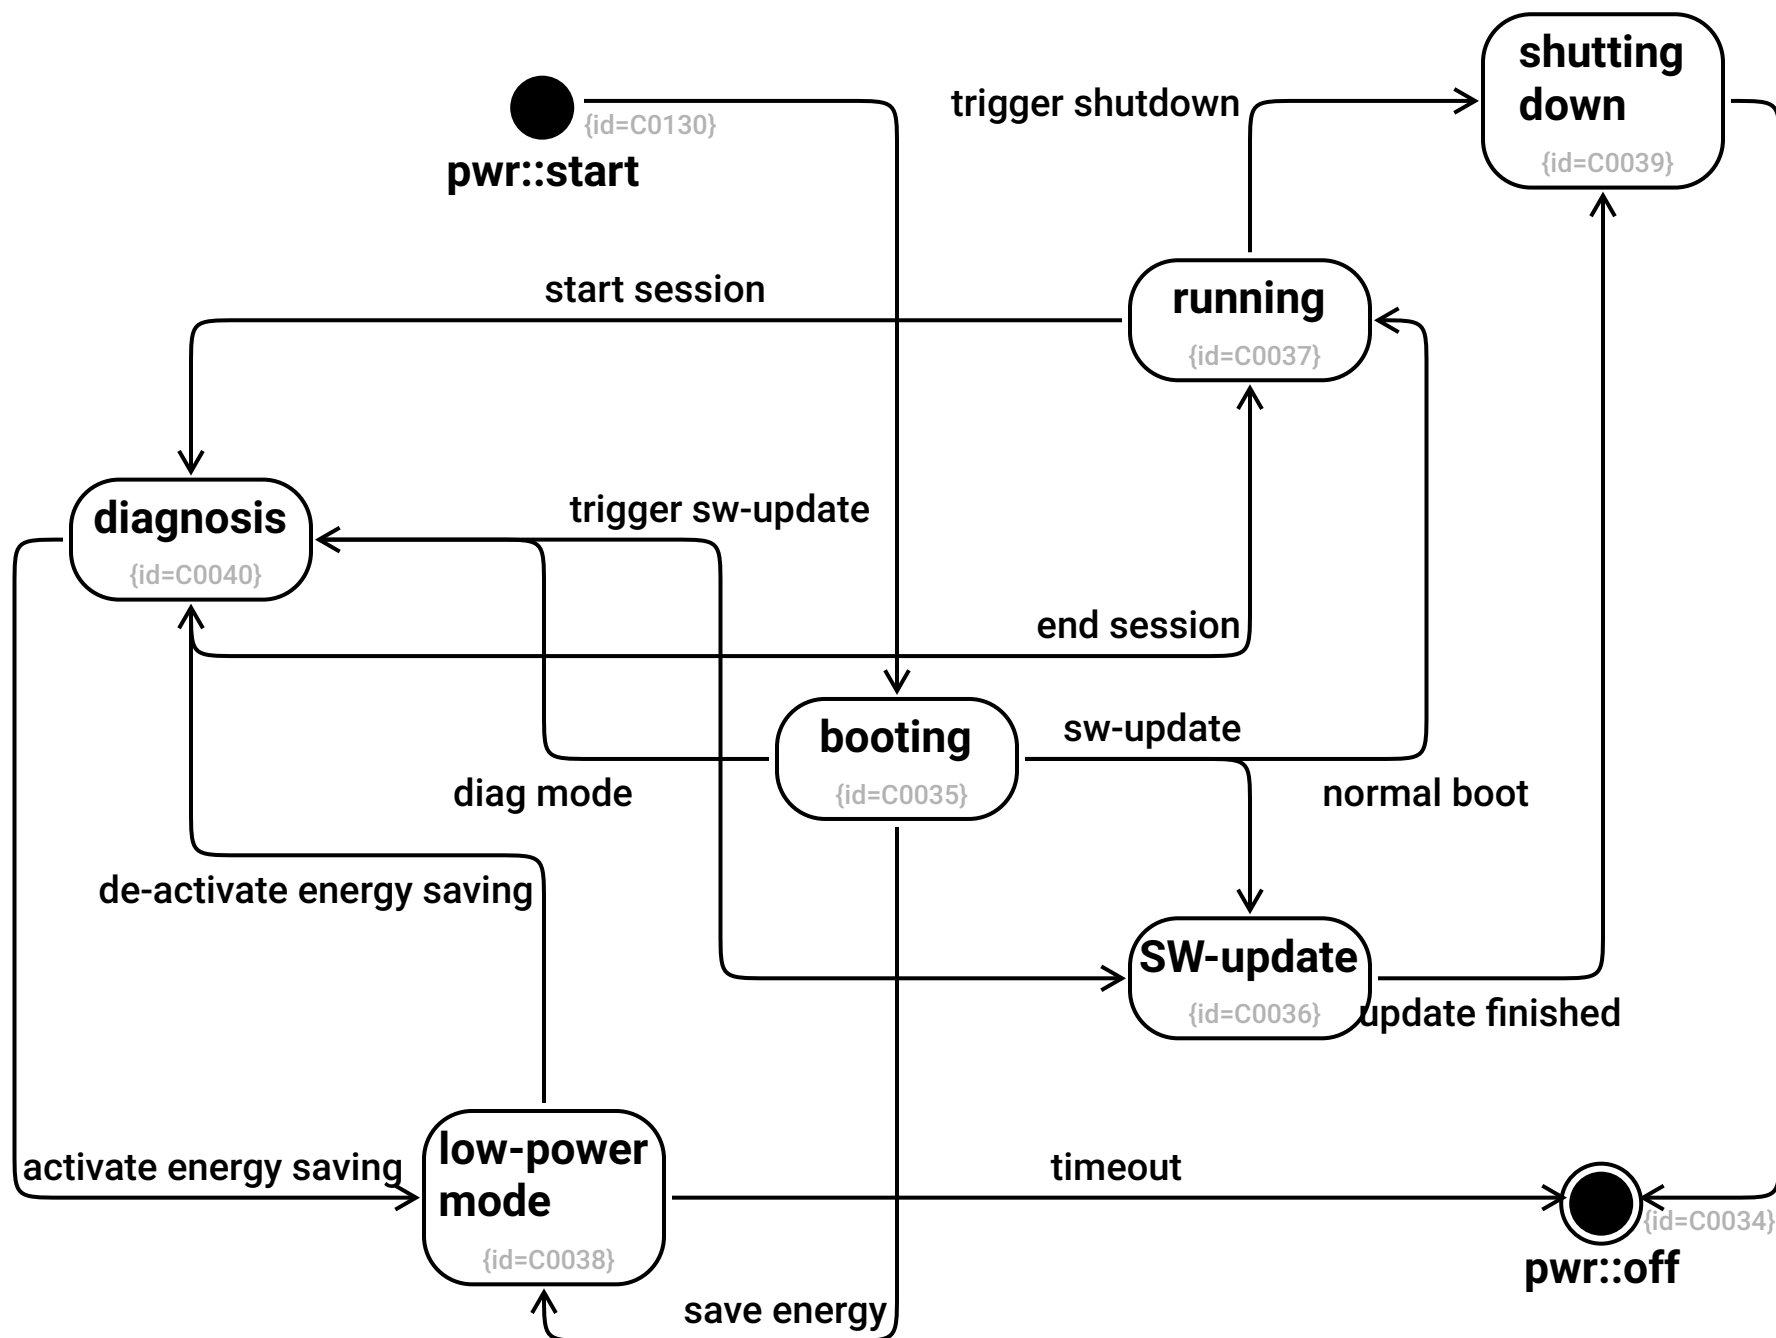 shutting
down
{id=C0039}
trigger shutdown
{id=C0130}
pwr::start
start session
running
{id=C0037}
diagnosis
{id=C0040}
trigger sw-update
end session
booting
{id=C0035}
sw-update
diag mode
normal boot
de-activate energy saving
SW-update
{id=C0036}
update finished
low-power
mode
{id=C0038}
activate energy saving
timeout
{id=C0034}
pwr::off
save energy